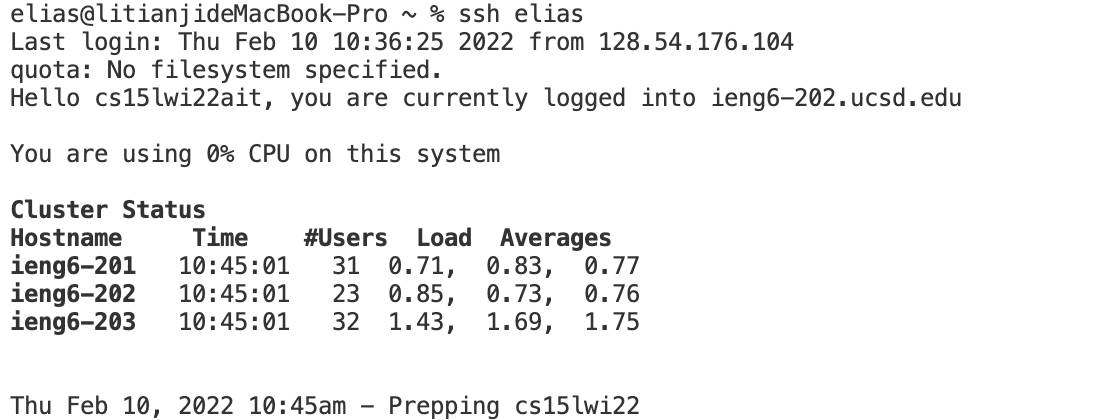 elias@litianjideMacBook-Pro ~ % ssh elias
Last login: Thu Feb 10 10:36:25 2022 from 128.54.176.104
quota: No filesystem specified.
Hello cs15lwi22ait, you are currently logged into ieng6-202.ucsd.edu
You are using 0% CPU on this system
Cluster Status
Hostname Time #Users Load Averages
ieng6-201 10:45:01 31 0.71, 0.83, 0.77
ieng6-202 10:45:01 23 0.85, 0.73, 0.76
ieng6-203 10:45:01 32 1.43, 1.69, 1.75
Thu Feb 10, 2022 10:45am - Prepping cs15lwi22